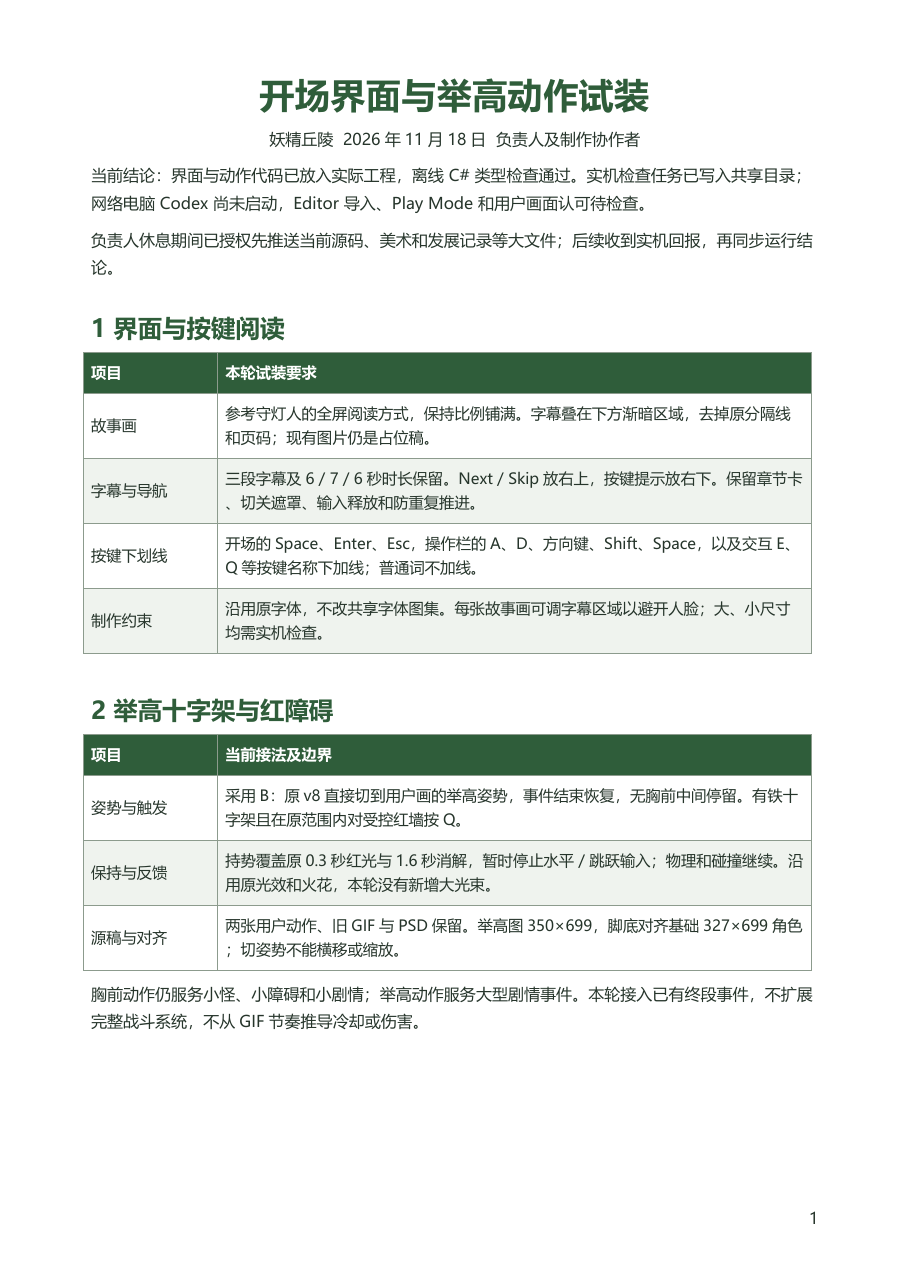 开场界面与举高动作试装
妖精丘陵 2026 年 11 月 18 日 负责人及制作协作者
当前结论：界面与动作代码已放入实际工程，离线 C# 类型检查通过。实机检查任务已写入共享目录；
网络电脑 Codex 尚未启动，Editor 导入、Play Mode 和用户画面认可待检查。
负责人休息期间已授权先推送当前源码、美术和发展记录等大文件；后续收到实机回报，再同步运行结
论。
1 界面与按键阅读
项目
本轮试装要求
故事画
参考守灯人的全屏阅读方式，保持比例铺满。字幕叠在下方渐暗区域，去掉原分隔线
和页码；现有图片仍是占位稿。
字幕与导航
三段字幕及 6 / 7 / 6 秒时长保留。Next / Skip 放右上，按键提示放右下。保留章节卡
、切关遮罩、输入释放和防重复推进。
按键下划线
开场的 Space、Enter、Esc，操作栏的 A、D、方向键、Shift、Space，以及交互 E、
Q 等按键名称下加线；普通词不加线。
制作约束
沿用原字体，不改共享字体图集。每张故事画可调字幕区域以避开人脸；大、小尺寸
均需实机检查。
2 举高十字架与红障碍
项目
当前接法及边界
姿势与触发
采用 B：原 v8 直接切到用户画的举高姿势，事件结束恢复，无胸前中间停留。有铁十
字架且在原范围内对受控红墙按 Q。
保持与反馈
持势覆盖原 0.3 秒红光与 1.6 秒消解，暂时停止水平 / 跳跃输入；物理和碰撞继续。沿
用原光效和火花，本轮没有新增大光束。
源稿与对齐
两张用户动作、旧 GIF 与 PSD 保留。举高图 350×699，脚底对齐基础 327×699 角色
；切姿势不能横移或缩放。
胸前动作仍服务小怪、小障碍和小剧情；举高动作服务大型剧情事件。本轮接入已有终段事件，不扩展
完整战斗系统，不从 GIF 节奏推导冷却或伤害。
1